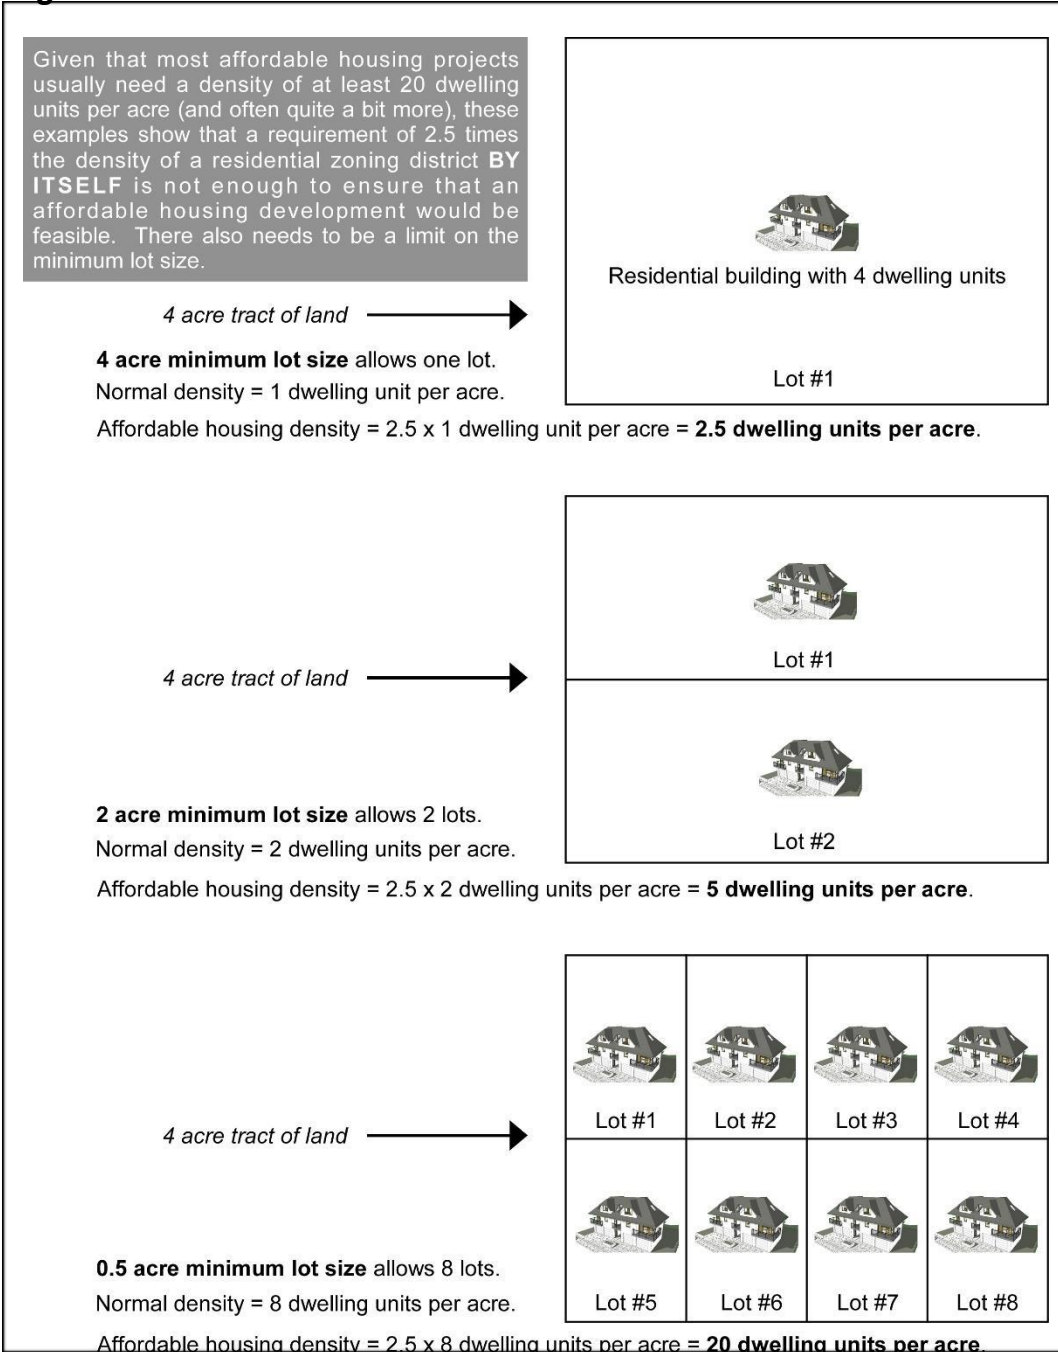 Given that most affordable housing projects
usually need a density of at least 20 dwelling
units per acre (and often quite a bit more), these
examples show that a requirement of 2.5 times
the density of a residential zoning district BY
ITSELF is not enough to ensure that an
affordable housing development would be
feasible. There also needs to be a limit on the
minimum lot size.
Residential building with 4 dwelling units
4 acre tract of land
4 acre minimum lot size allows one lot.
Normal density = 1 dwelling unit per acre.
Lot #1
Affordable housing density = 2.5 x 1 dwelling unit per acre = 2.5 dwelling units per acre.
Lot #1
4 acre tract of land
2 acre minimum lot size allows 2 lots.
Lot #2
Normal density = 2 dwelling units per acre.
Affordable housing density = 2.5 x 2 dwelling units per acre = 5 dwelling units per acre.
Lot #1 Lot #2 Lot #3 Lot #4
4 acre tract of land
0.5 acre minimum lot size allows 8 lots.
Normal density = 8 dwelling units per acre.
Lot #5 Lot #6 Lot #7 Lot #8
Affordable housing density = 2.5 x 8 dwelling units per acre = 20 dwelling units per acre.